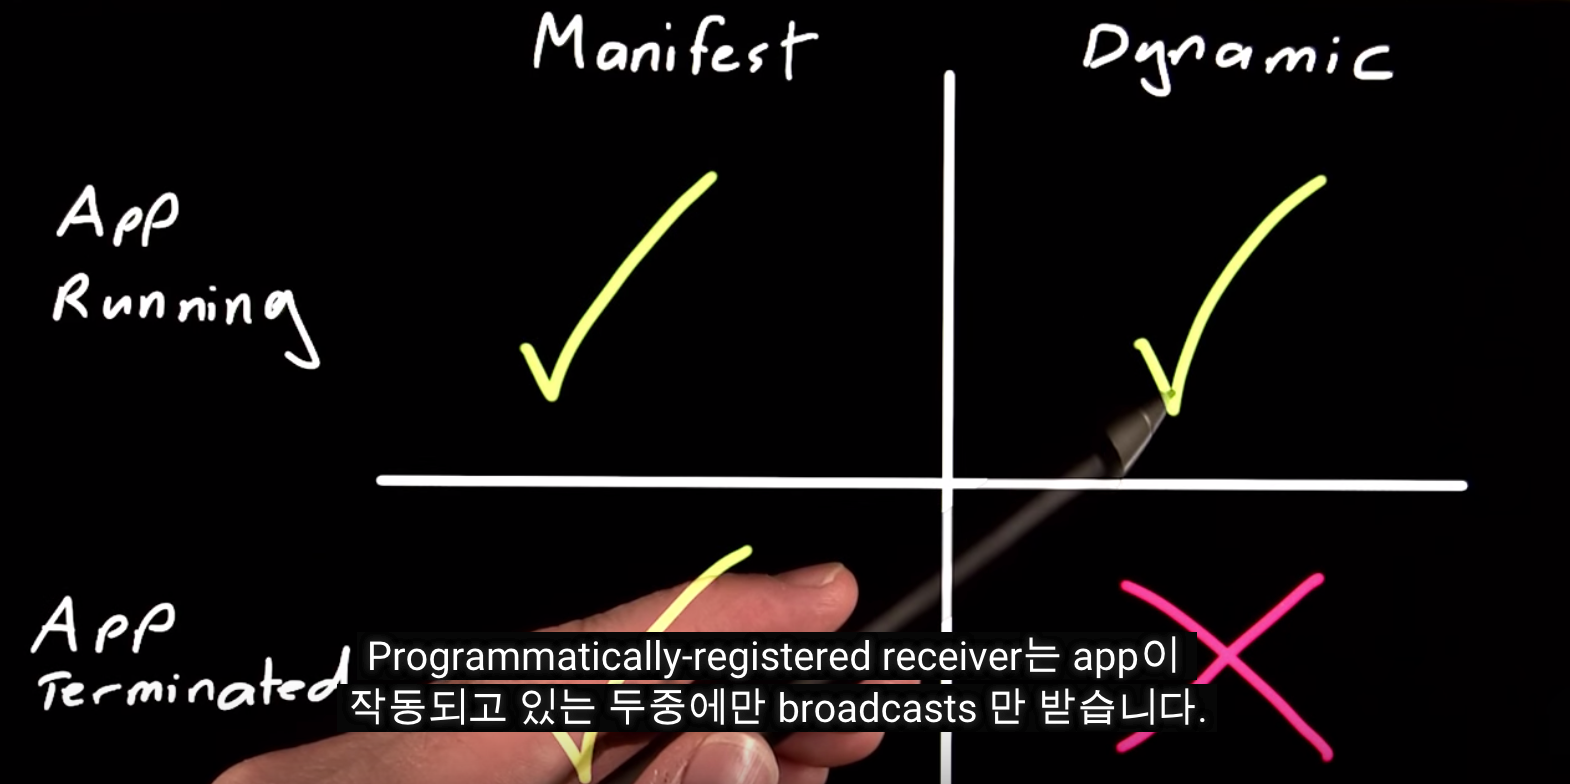 Manifest
Dynamic
App
Running
App
Terminated
Programmatically-registered receiver는 app이
작동되고 있는 두중에만 broadcasts 만 받습니다.